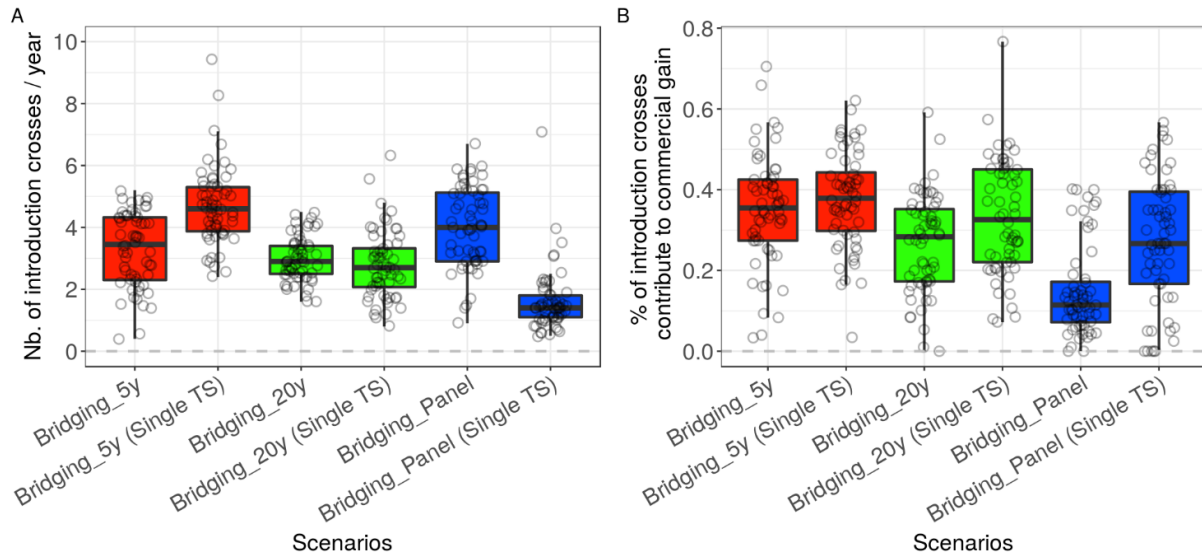 A
Nb. of introduction crosses / year
10
8
6
4
2
0
Bridging_5y
Bridging_5y (Single TS)
Bridging_20y
Bridging_20y (Single TS)
Bridging_Panel
Bridging_Panel (Single TS)
Scenarios
B
% of introduction crosses
contribute to commercial gain
0.8
0.6
0.4
0.2
0.0
Bridging_5y
Bridging_5y (Single TS)
Bridging_20y
Bridging_20y (Single TS)
Bridging_Panel
Bridging_Panel (Single TS)
Scenarios